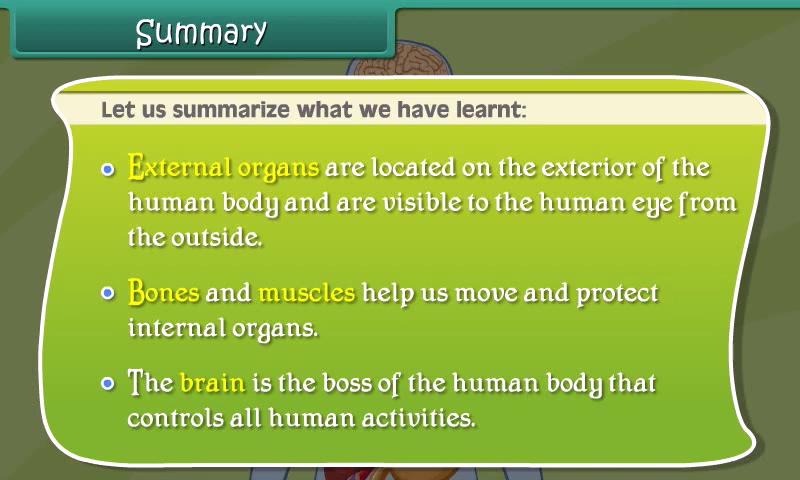 Summary
Let us summarize what we have learnt:
External organs are located on the exterior of the
human body and are visible to the human eye from
the outside.
Bones and muscles help us move and protect
internal organs.
The brain is the boss of the human body that
controls all human activities.